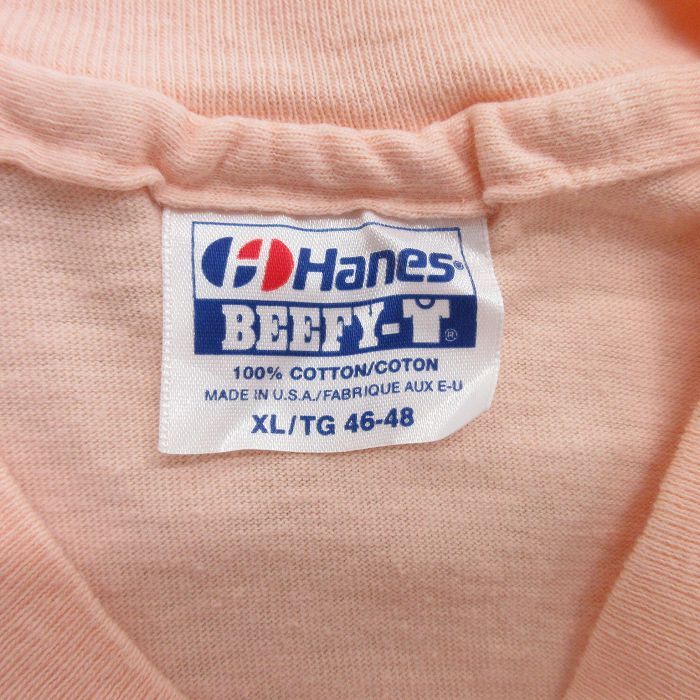 Hanes®
BEEFY-T®
100% COTTON/COTON
MADE IN U.S.A./FABRIQUE AUX E-U
XL/TG 46-48